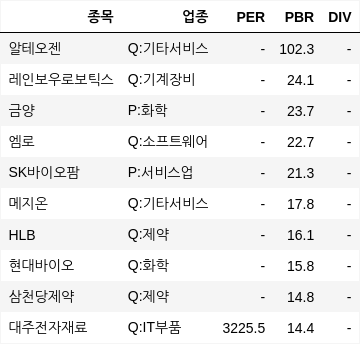 종목 업종 PER PBR DIV
알테오젠 Q:기타서비스 - 102.3 -
레인보우로보틱스 Q:기계장비 - 24.1 -
금양 P:화학 - 23.7 -
엠로 Q:소프트웨어 - 22.7 -
SK바이오팜 P:서비스업 - 21.3 -
메지온 Q:기타서비스 - 17.8 -
HLB Q:제약 - 16.1 -
현대바이오 Q:화학 - 15.8 -
삼천당제약 Q:제약 - 14.8 -
대주전자재료 Q:IT부품 3225.5 14.4 -